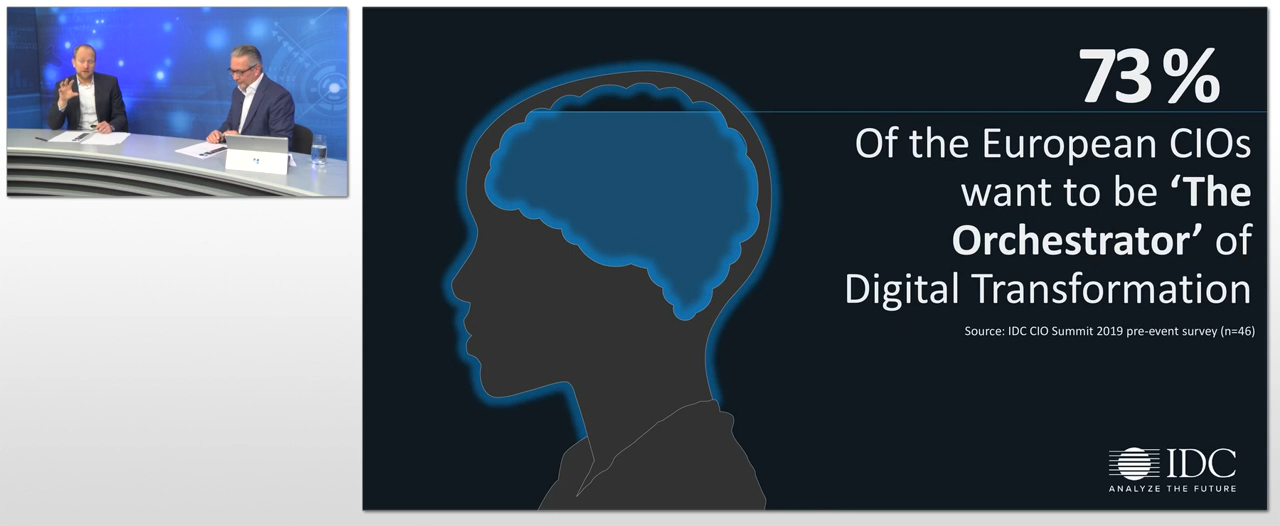 73%
Of the European CIOs
want to be ‘The
Orchestrator’ of
Digital Transformation
Source: IDC CIO Summit 2019 pre-event survey (n=46)
IDC
ANALYZE THE FUTURE